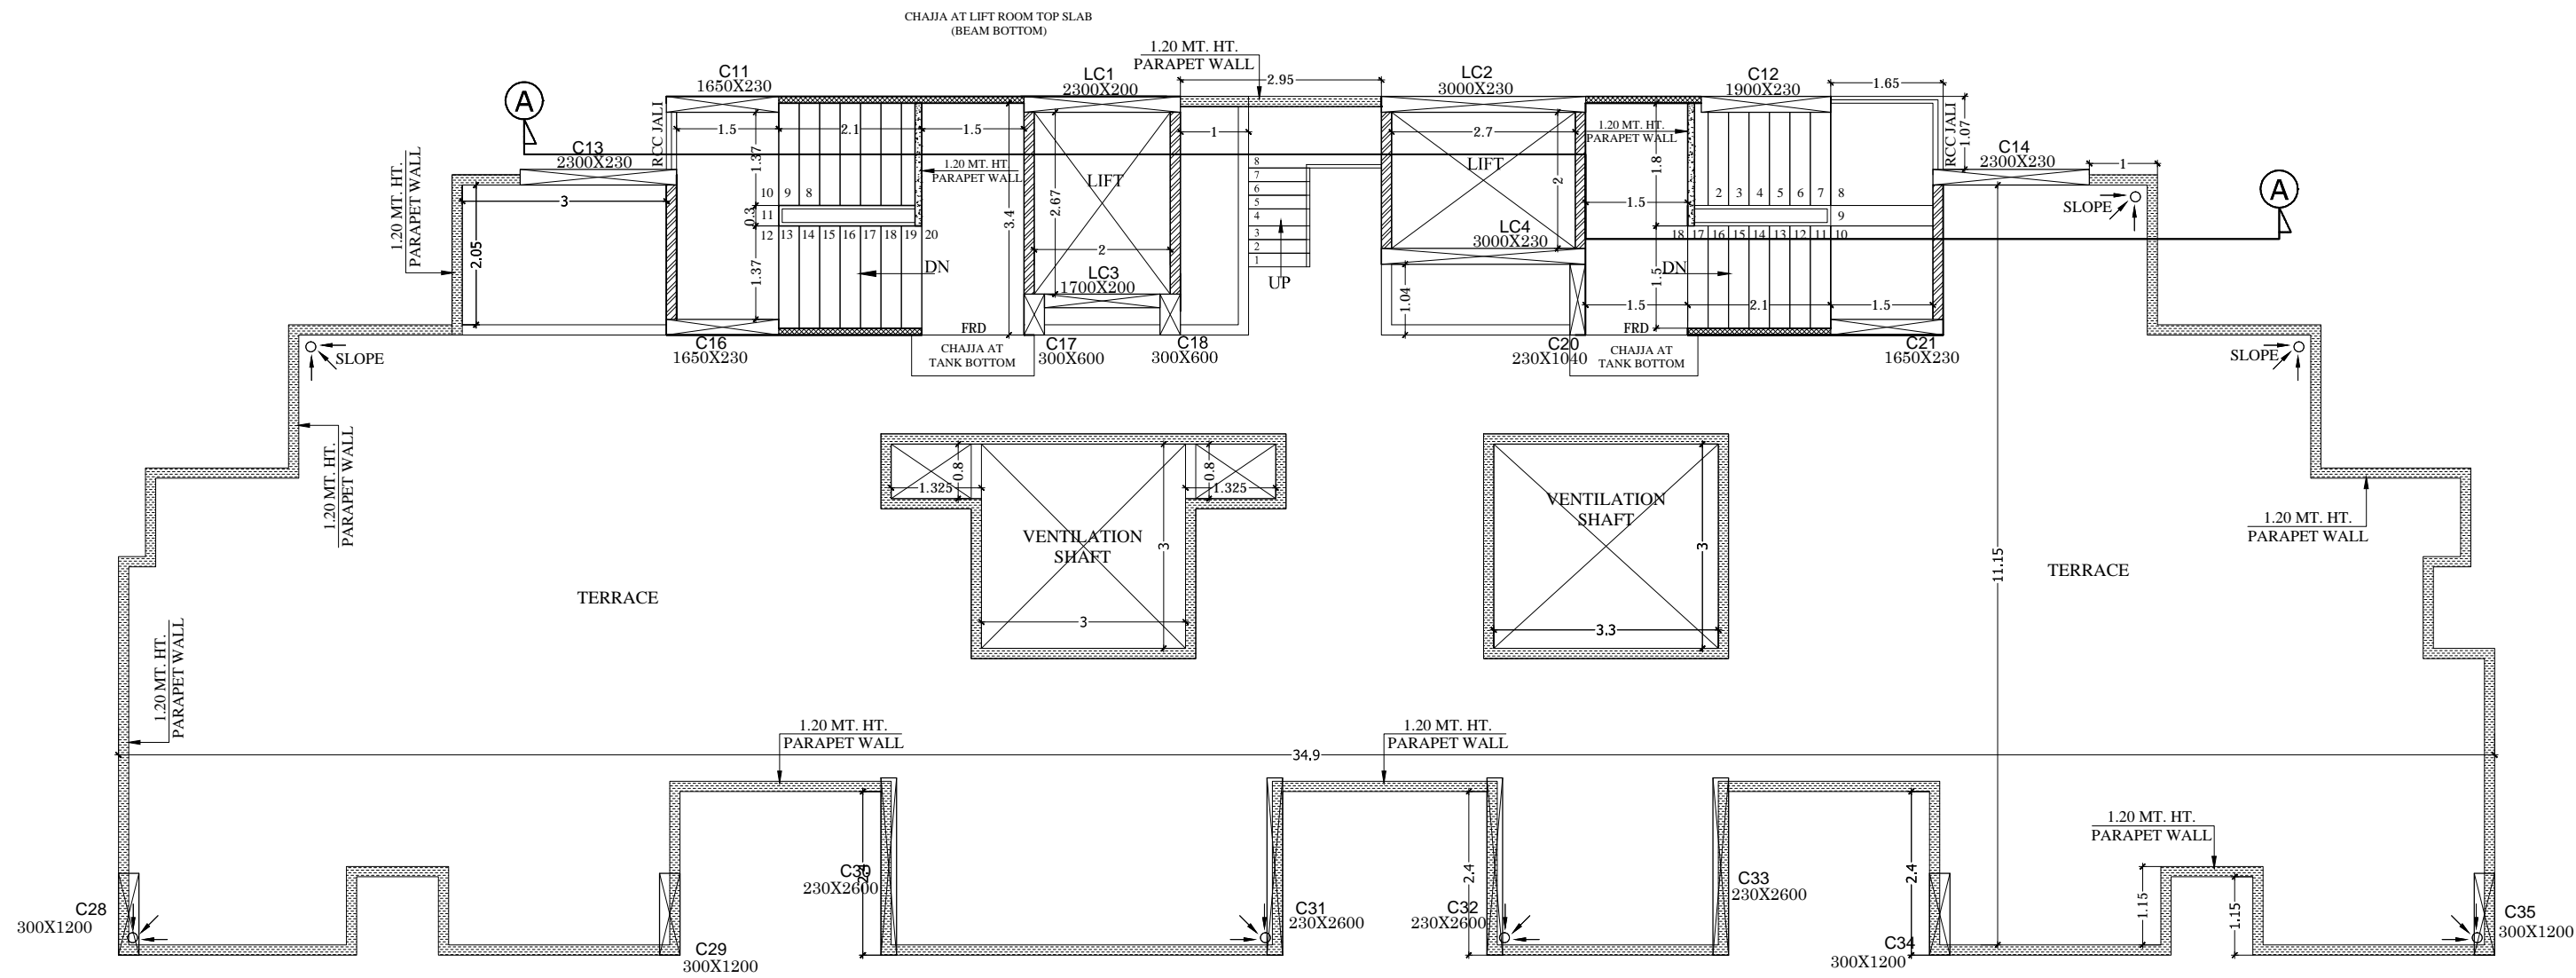 CHAJJA AT LIFT ROOM TOP SLAB
(BEAM BOTTOM)
1.20 MT. HT.
PARAPET WALL
C11
1650X230
LC1
2300X200
2.95
LC2
3000X230
C12
1900X230
1.65
A
RCC JALI
1.5
2.1
1.5
1
2.7
1.20 MT. HT.
PARAPET WALL
RCC JALI
1.07
C13
2300X230
1.37
1.20 MT. HT.
PARAPET WALL
LIFT
LIFT
1.8
C14
2300X230
1
A
1.20 MT. HT.
PARAPET WALL
3
2.05
10 9 8
11
12 13 14 15 16 17 18 19 20
0.3
1.37
3.4
2.67
2
8
7
6
5
4
3
2
1
2
1.5
2 3 4 5 6 7 8
9
18 17 16 15 14 13 12 11 10
SLOPE
LC4
3000X230
DN
LC3
1700X200
UP
1.04
DN
1.5
1.5
2.1
1.5
FRD
FRD
C16
1650X230
CHAJJA AT
TANK BOTTOM
C17
300X600
C18
300X600
C20
230X1040
CHAJJA AT
TANK BOTTOM
C21
1650X230
SLOPE
SLOPE
1.20 MT. HT.
PARAPET WALL
1.325
0.8
0.8
1.325
VENTILATION
SHAFT
3
3
VENTILATION
SHAFT
3
3.3
1.20 MT. HT.
PARAPET WALL
11.15
TERRACE
TERRACE
1.20 MT. HT.
PARAPET WALL
1.20 MT. HT.
PARAPET WALL
1.20 MT. HT.
PARAPET WALL
34.9
1.20 MT. HT.
PARAPET WALL
C28
300X1200
C29
300X1200
C30
230X2600
2.4
C31
230X2600
C32
230X2600
2.4
C33
230X2600
2.4
C34
300X1200
1.15
1.15
C35
300X1200